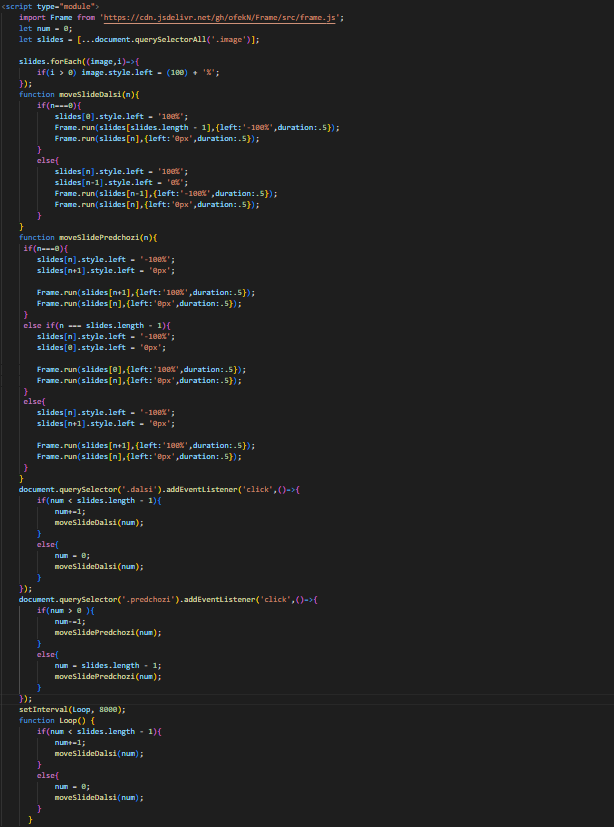 <script type="module">
import Frame from 'https://cdn.jsdelivr.net/gh/ofekN/Frame/src/frame.js';
let num = 0;
let slides = [...document.querySelectorAll('.image')];
slides.forEach((image,i)=>{
if(i > 0) image.style.left = (100) + '%';
});
function moveSlideDalsi(n){
if(n===0){
slides[0].style.left = '100%';
Frame.run(slides[slides.length - 1],{left:'-100%',duration:.5});
Frame.run(slides[n],{left:'0px',duration:.5});
}
else{
slides[n].style.left = '100%';
slides[n-1].style.left = '0%';
Frame.run(slides[n-1],{left:'-100%',duration:.5});
Frame.run(slides[n],{left:'0px',duration:.5});
}
}
function moveSlidePredchozi(n){
if(n===0){
slides[n].style.left = '-100%';
slides[n+1].style.left = '0px';
Frame.run(slides[n+1],{left:'100%',duration:.5});
Frame.run(slides[n],{left:'0px',duration:.5});
}
else if(n === slides.length - 1){
slides[n].style.left = '-100%';
slides[0].style.left = '0px';
Frame.run(slides[0],{left:'100%',duration:.5});
Frame.run(slides[n],{left:'0px',duration:.5});
}
else{
slides[n].style.left = '-100%';
slides[n+1].style.left = '0px';
Frame.run(slides[n+1],{left:'100%',duration:.5});
Frame.run(slides[n],{left:'0px',duration:.5});
}
}
document.querySelector('.dalsi').addEventListener('click',()=>{
if(num < slides.length - 1){
num+=1;
moveSlideDalsi(num);
}
else{
num = 0;
moveSlideDalsi(num);
}
});
document.querySelector('.predchozi').addEventListener('click',()=>{
if(num > 0 ){
num-=1;
moveSlidePredchozi(num);
}
else{
num = slides.length - 1;
moveSlidePredchozi(num);
}
});
setInterval(Loop, 8000);
function Loop() {
if(num < slides.length - 1){
num+=1;
moveSlideDalsi(num);
}
else{
num = 0;
moveSlideDalsi(num);
}
}